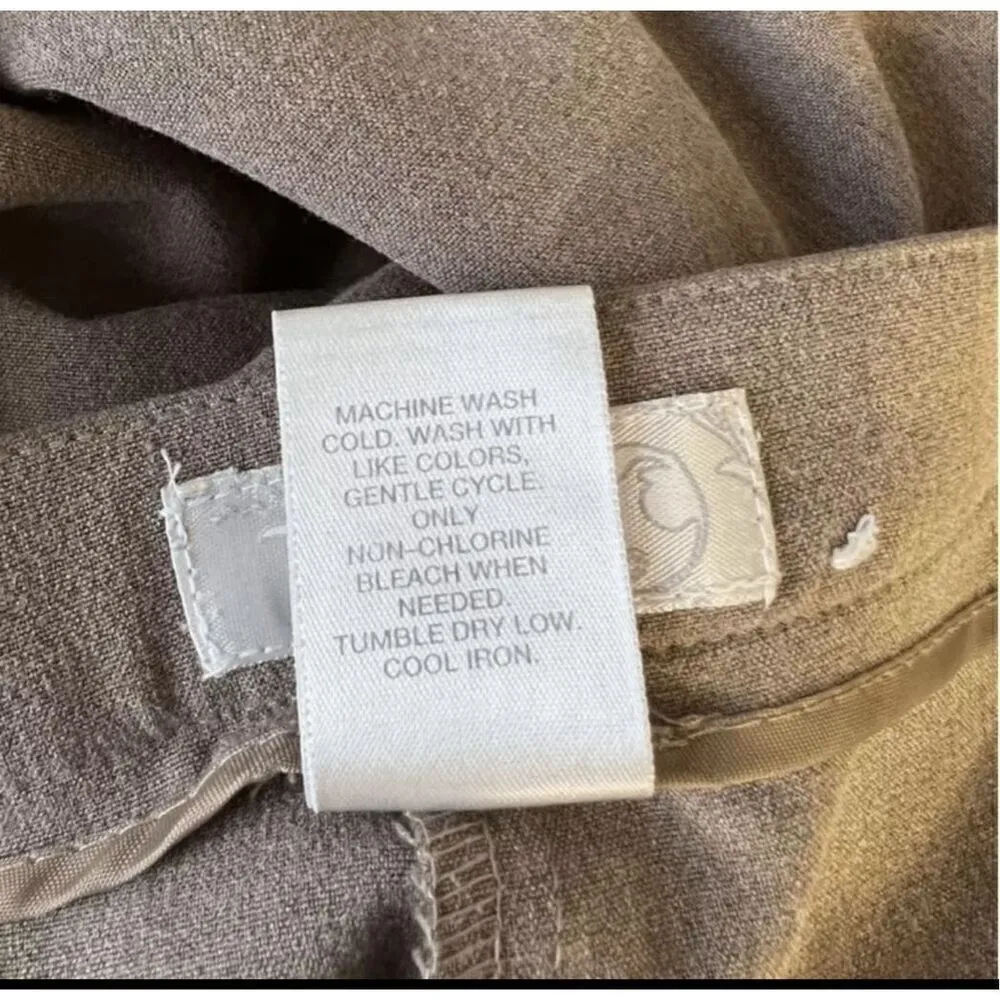 MACHINE WASH
COLD. WASH WITH
LIKE COLORS,
GENTLE CYCLE.
ONLY
NON-CHLORINE
BLEACH WHEN
NEEDED.
TUMBLE DRY LOW.
COOL IRON.